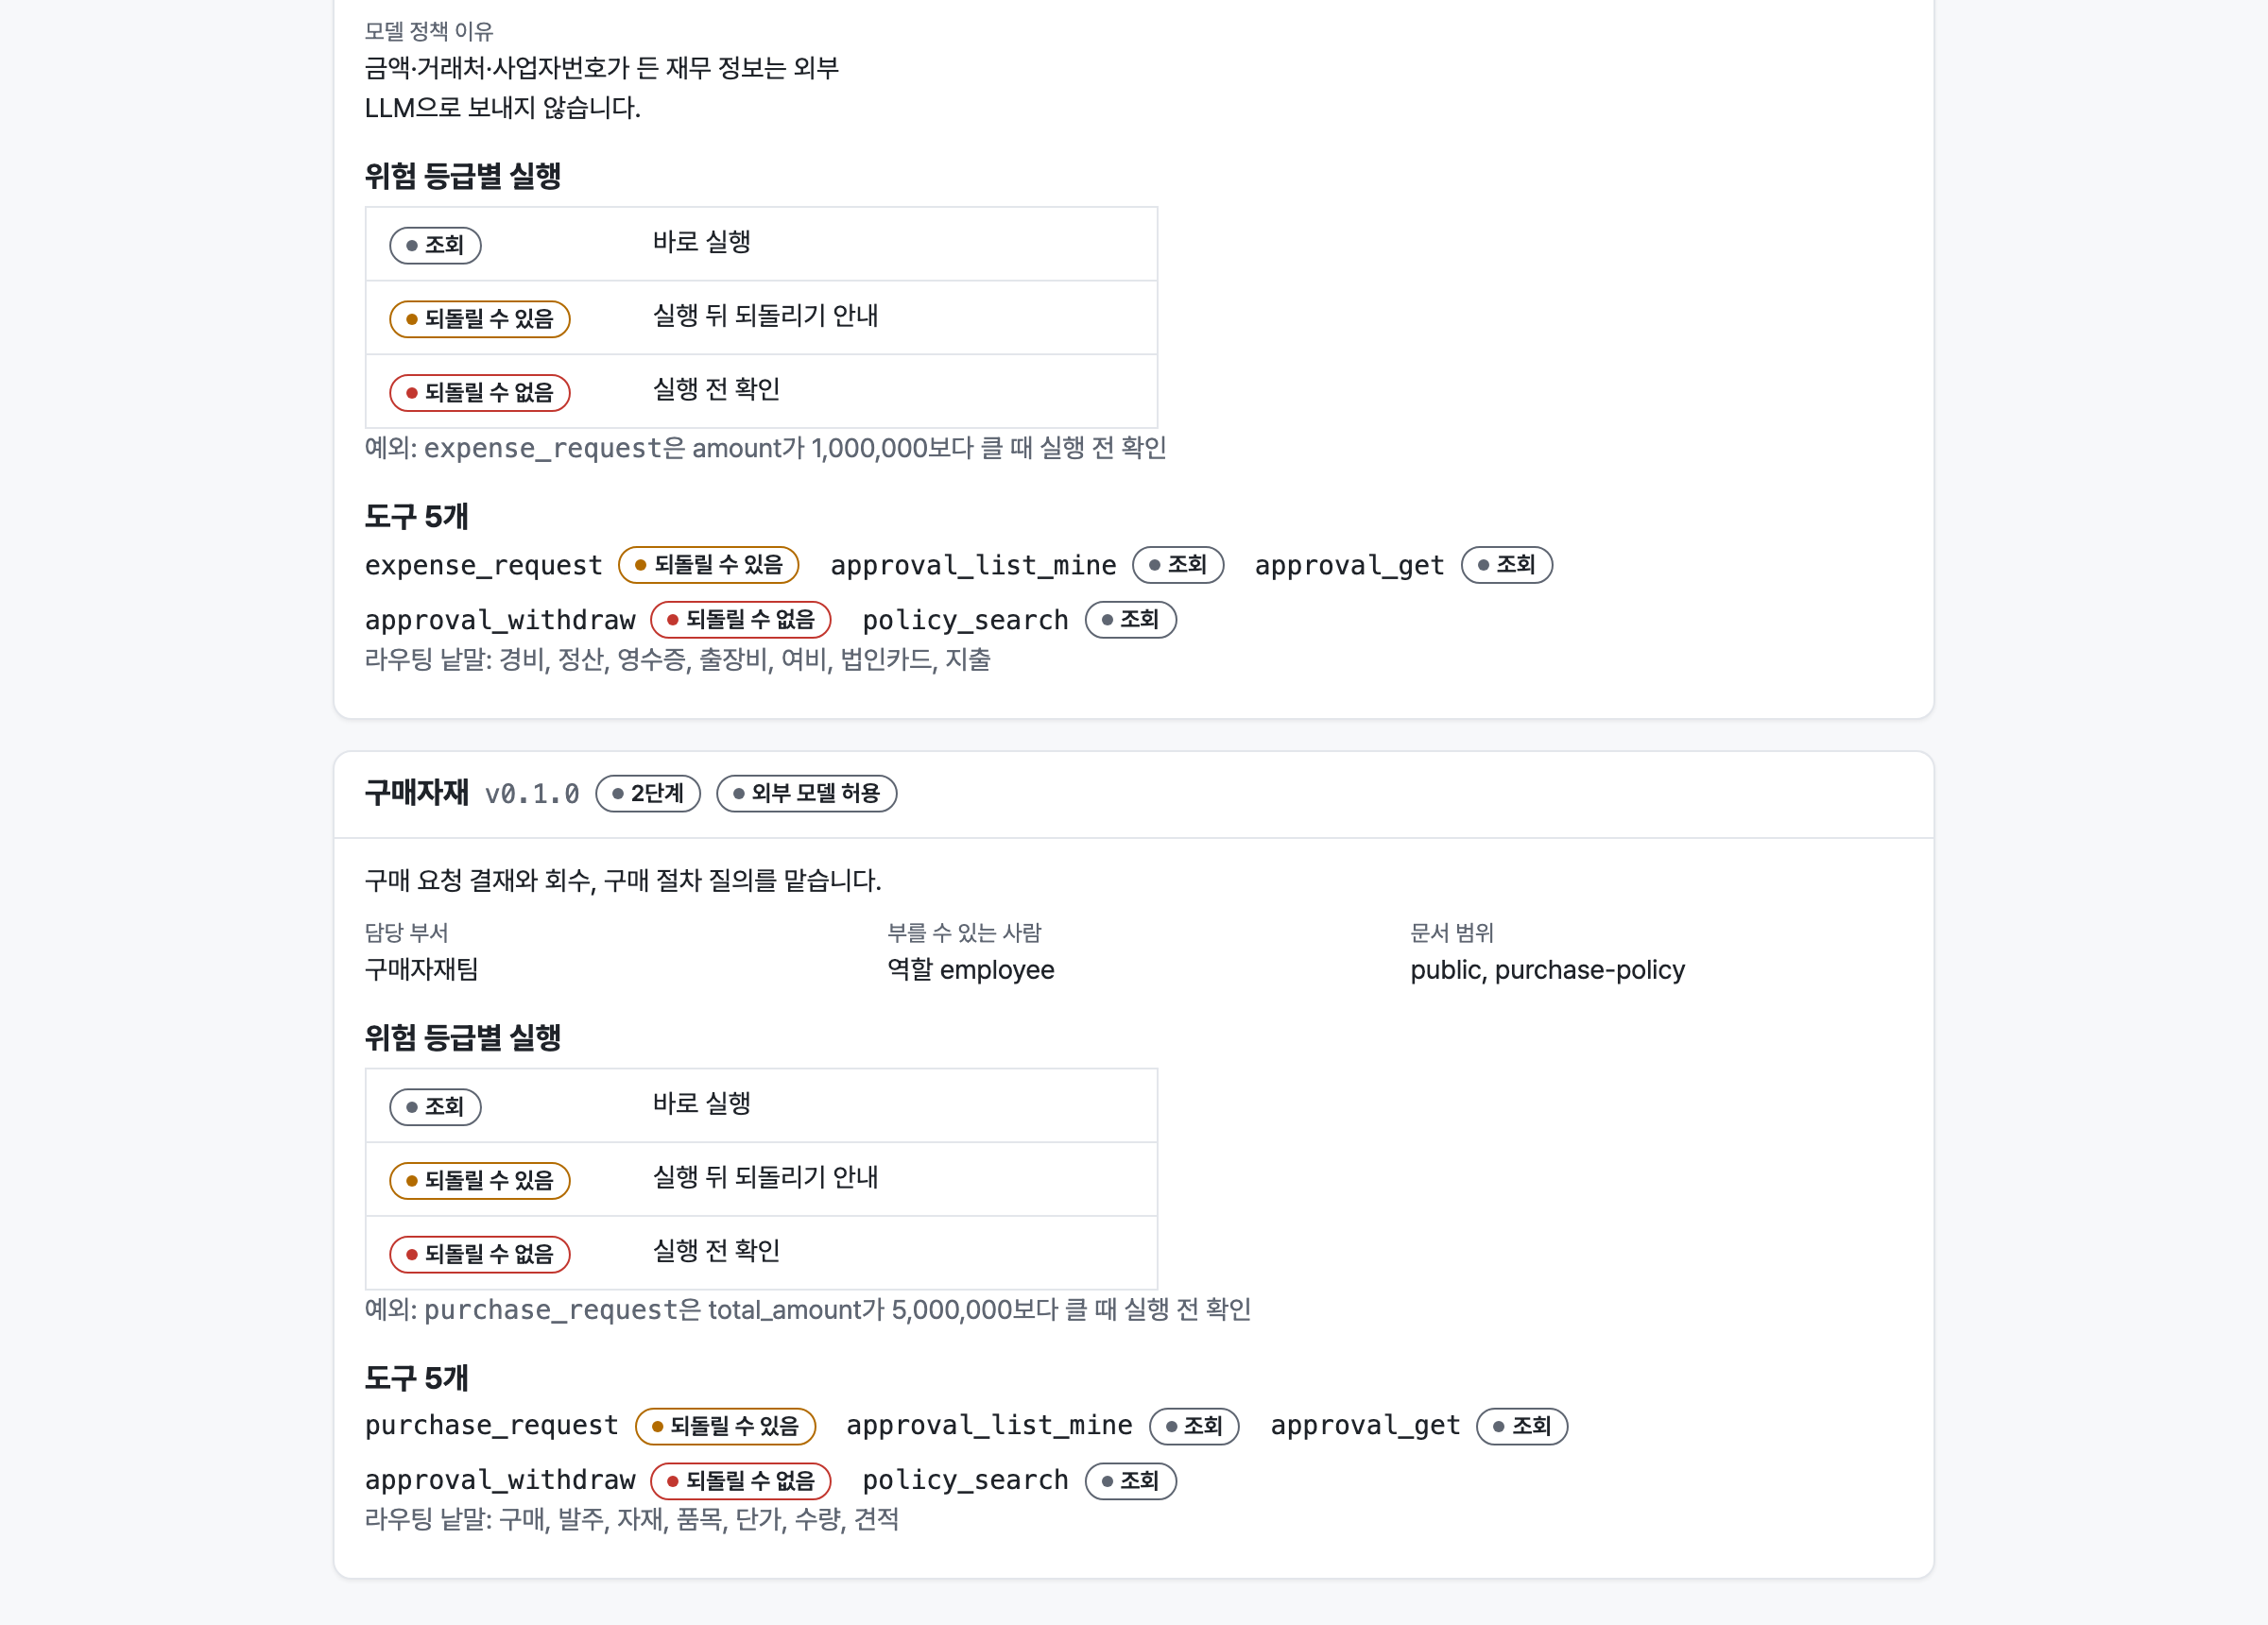 모델 정책 이유
금액·거래처·사업자번호가 든 재무 정보는 외부
LLM으로 보내지 않습니다.
위험 등급별 실행
조회 바로 실행
되돌릴 수 있음 실행 뒤 되돌리기 안내
되돌릴 수 없음 실행 전 확인
예외: expense_request은 amount가 1,000,000보다 클 때 실행 전 확인
도구 5개
expense_request 되돌릴 수 있음 approval_list_mine 조회 approval_get 조회
approval_withdraw 되돌릴 수 없음 policy_search 조회
라우팅 낱말: 경비, 정산, 영수증, 출장비, 여비, 법인카드, 지출
구매자재 v0.1.0 2단계 외부 모델 허용
구매 요청 결재와 회수, 구매 절차 질의를 맡습니다.
담당 부서 부를 수 있는 사람 문서 범위
구매자재팀 역할 employee public, purchase-policy
위험 등급별 실행
조회 바로 실행
되돌릴 수 있음 실행 뒤 되돌리기 안내
되돌릴 수 없음 실행 전 확인
예외: purchase_request은 total_amount가 5,000,000보다 클 때 실행 전 확인
도구 5개
purchase_request 되돌릴 수 있음 approval_list_mine 조회 approval_get 조회
approval_withdraw 되돌릴 수 없음 policy_search 조회
라우팅 낱말: 구매, 발주, 자재, 품목, 단가, 수량, 견적